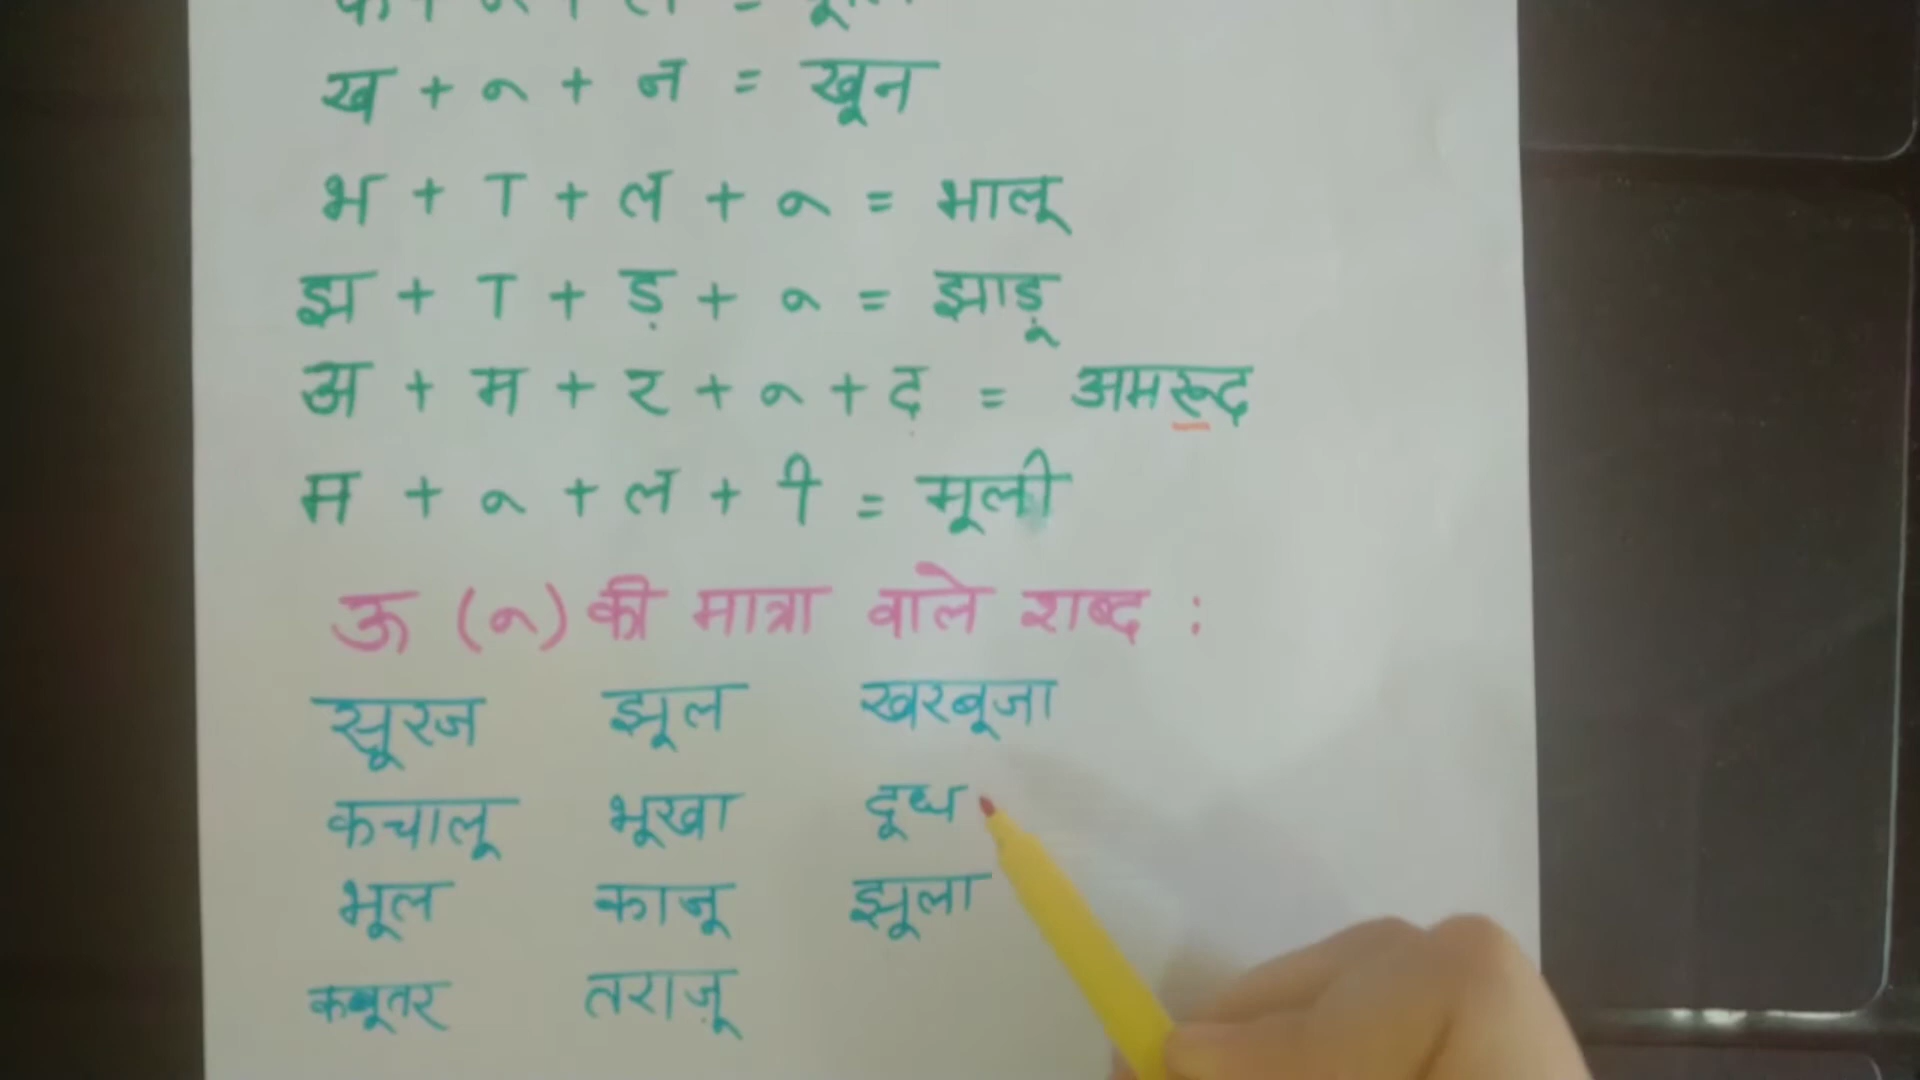 ख + ू + न = खून
भ + ा + ल + ू = भालू
झ + ा + ड़ + ू = झाड़ू
अ + म + र + ू + द = अमरूद
म + ू + ल + ी = मूली
ऊ (ू) की मात्रा वाले शब्द :
सूरज झूल खरबूजा
कचालू भूखा दूध
भूल कानू झूला
कबूतर तराजू